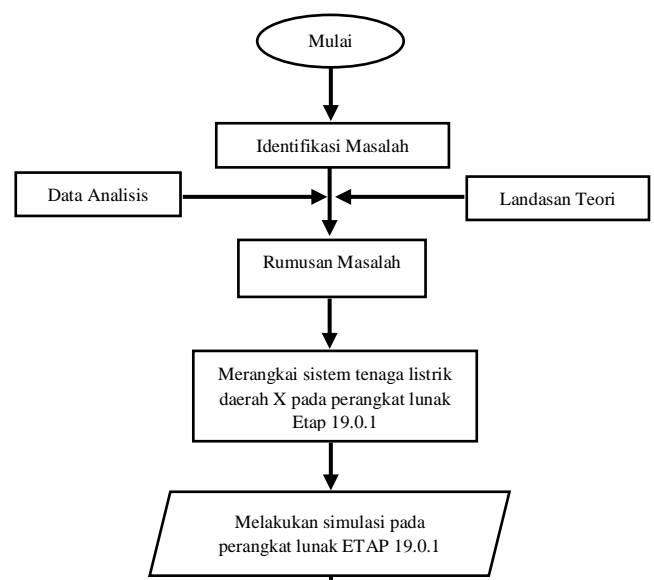 Mulai
Identifikasi Masalah
Data Analisis
Landasan Teori
Rumusan Masalah
Merangkai sistem tenaga listrik
daerah X pada perangkat lunak
Etap 19.0.1
Melakukan simulasi pada
perangkat lunak ETAP 19.0.1